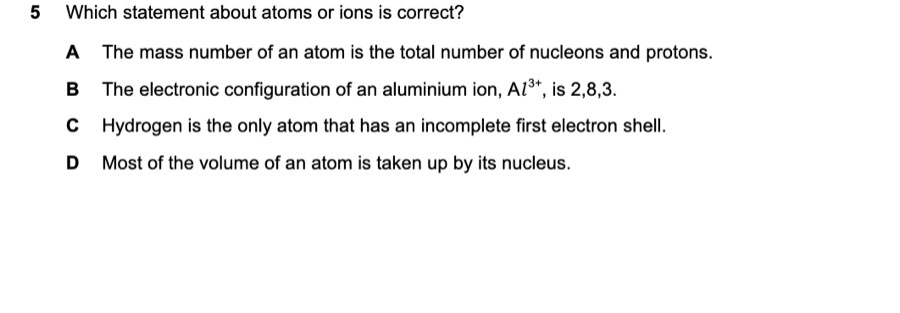 5 Which statement about atoms or ions is correct?
A The mass number of an atom is the total number of nucleons and protons.
B The electronic configuration of an aluminium ion, Al³⁺, is 2,8,3.
C Hydrogen is the only atom that has an incomplete first electron shell.
D Most of the volume of an atom is taken up by its nucleus.